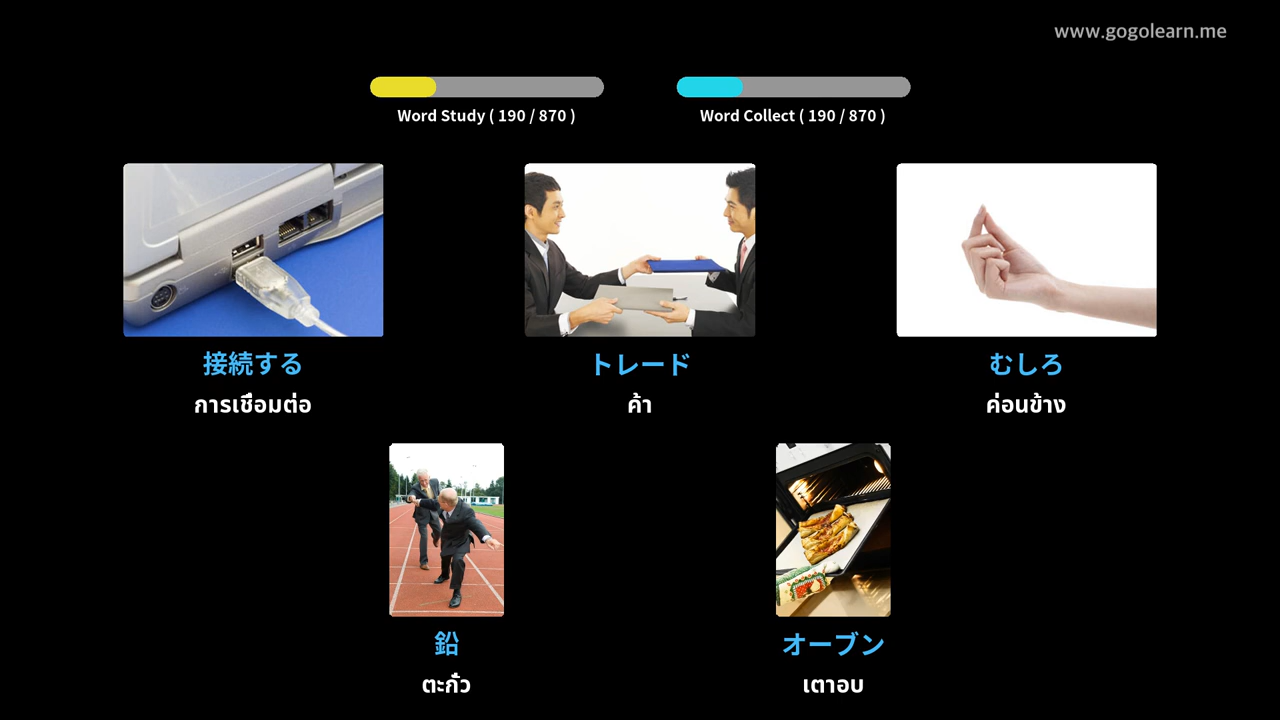 www.gogolearn.me
Word Study ( 190 / 870 )
Word Collect ( 190 / 870 )
接続する
การเชื่อมต่อ
トレード
ค้า
むしろ
ค่อนข้าง
鉛
ตะกั่ว
オーブン
เตาอบ